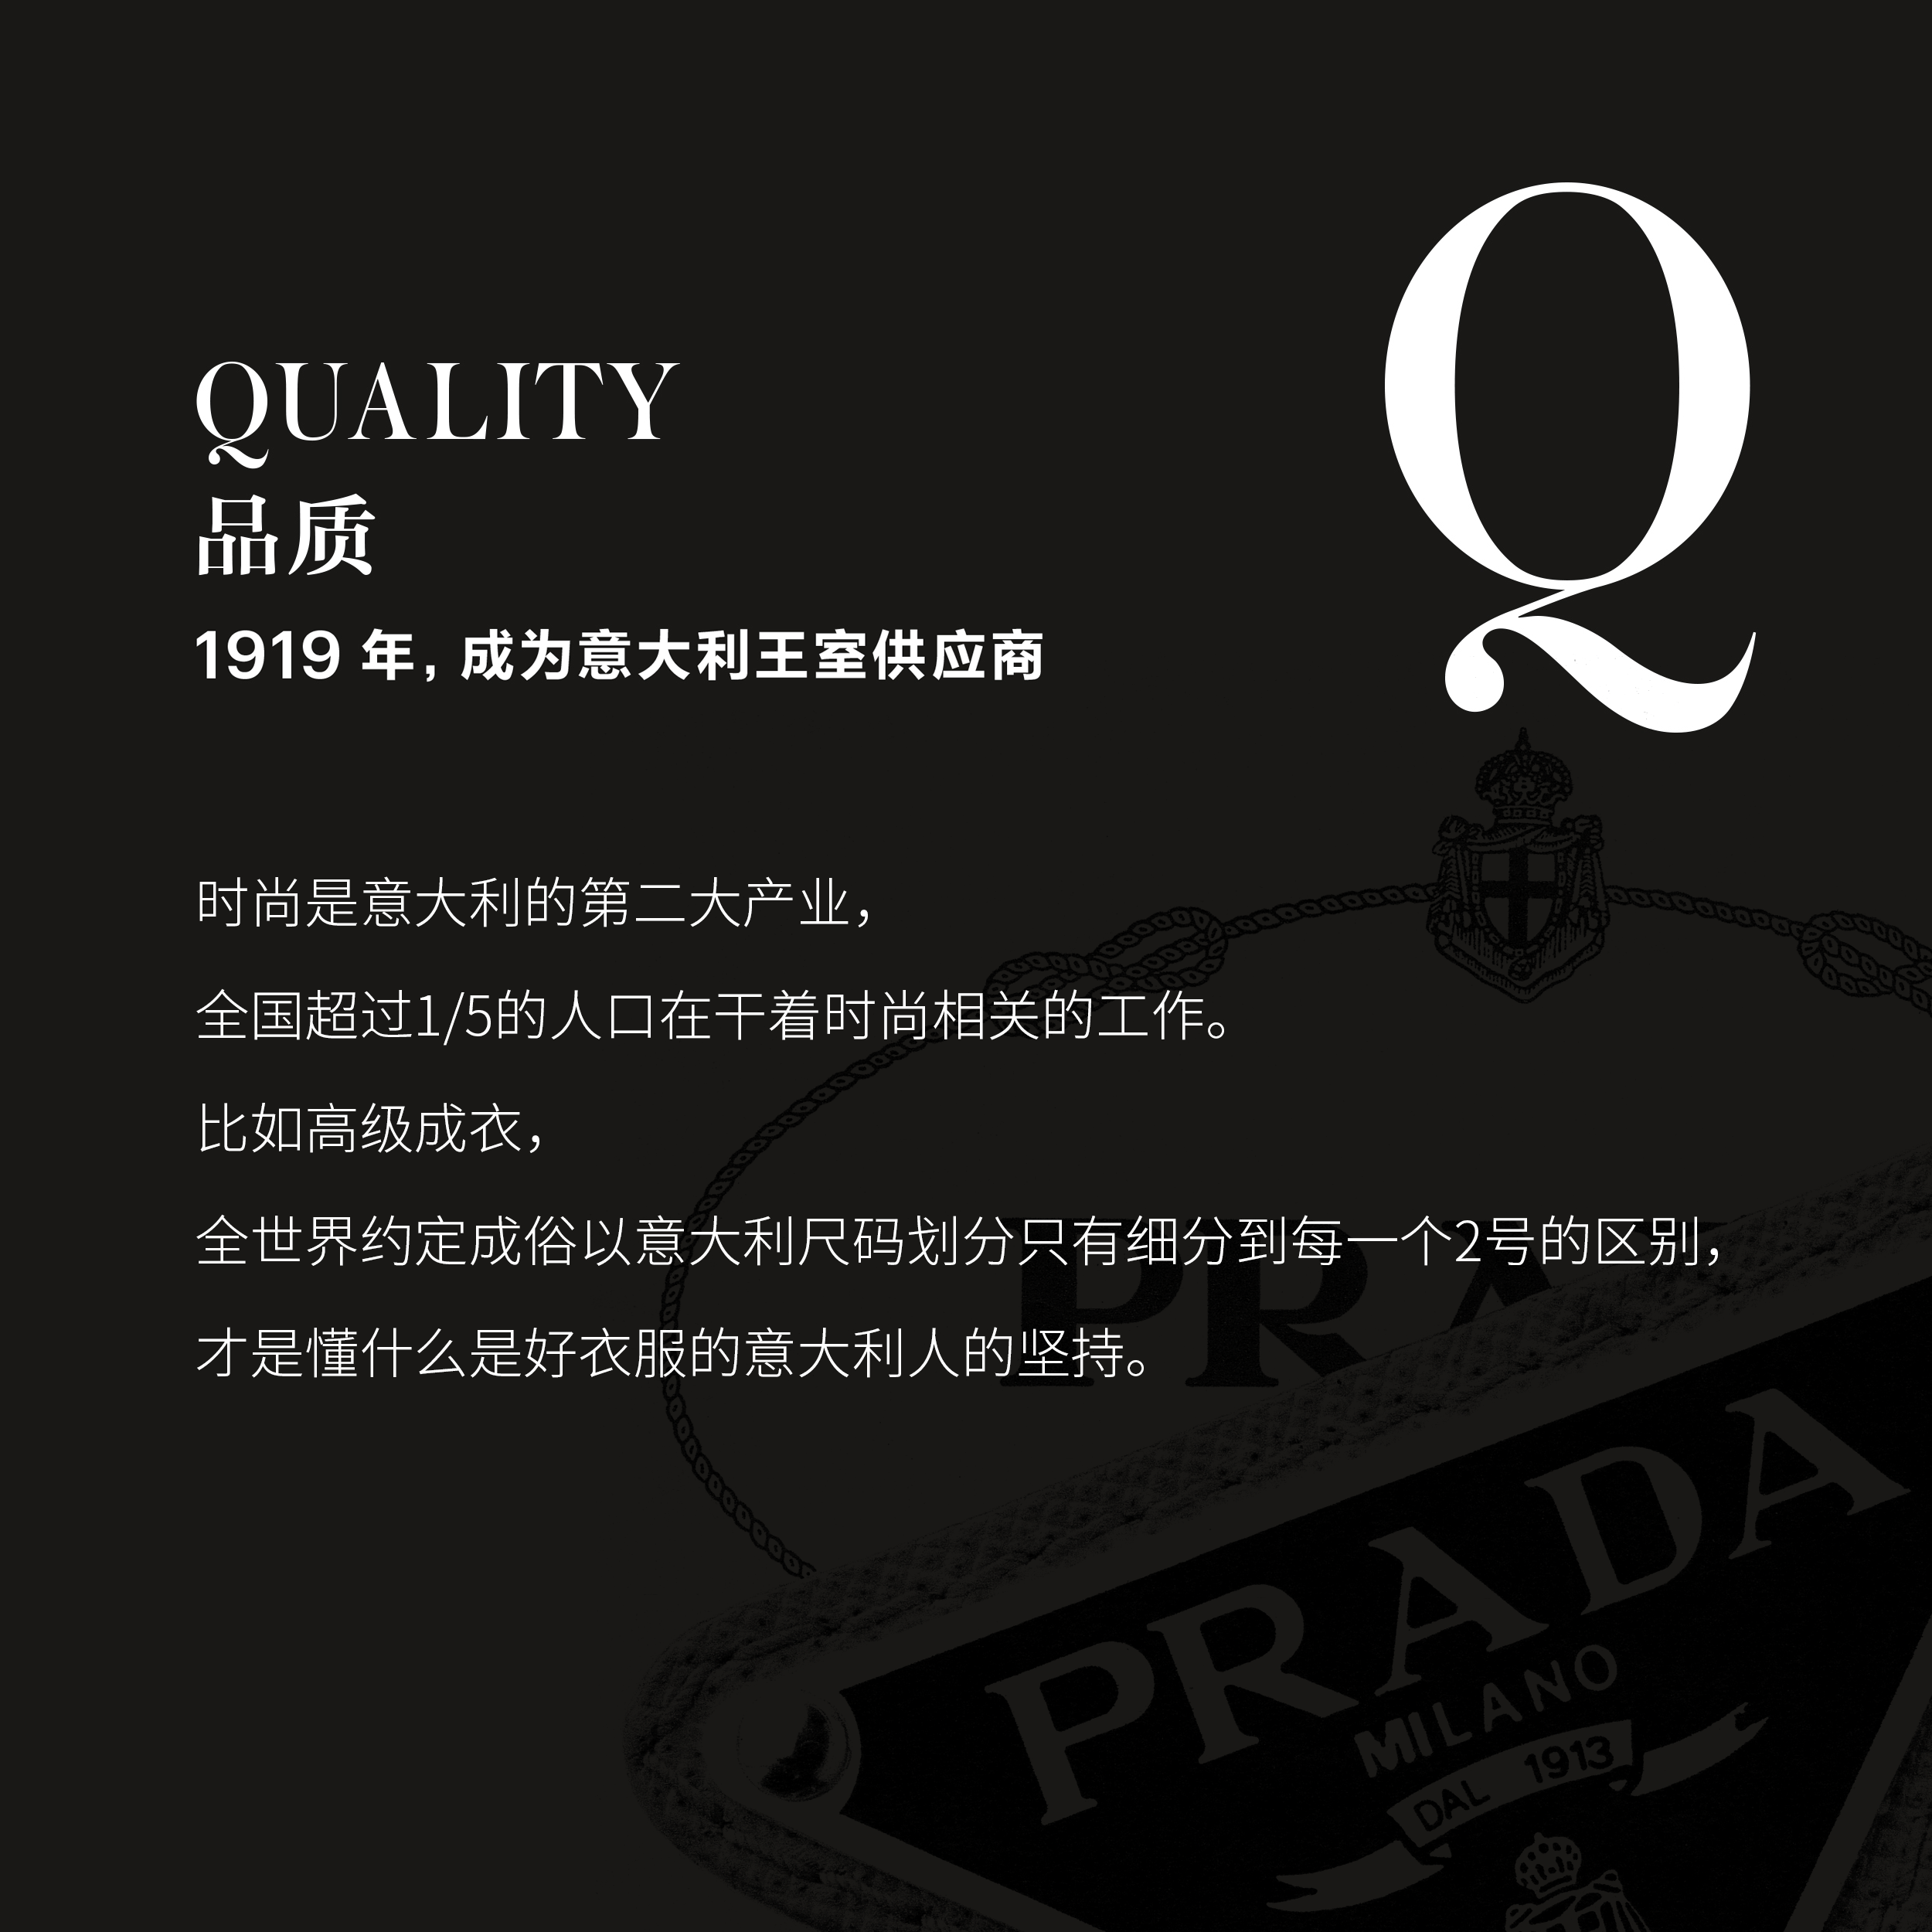 Q
QUALITY
品质
1919 年, 成为意大利王室供应商
时尚是意大利的第二大产业，
全国超过1/5的人口在干着时尚相关的工作。
比如高级成衣，
全世界约定成俗以意大利尺码划分只有细分到每一个2号的区别，
才是懂什么是好衣服的意大利人的坚持。
PRA
PRADA
MILANO
DAL 1913